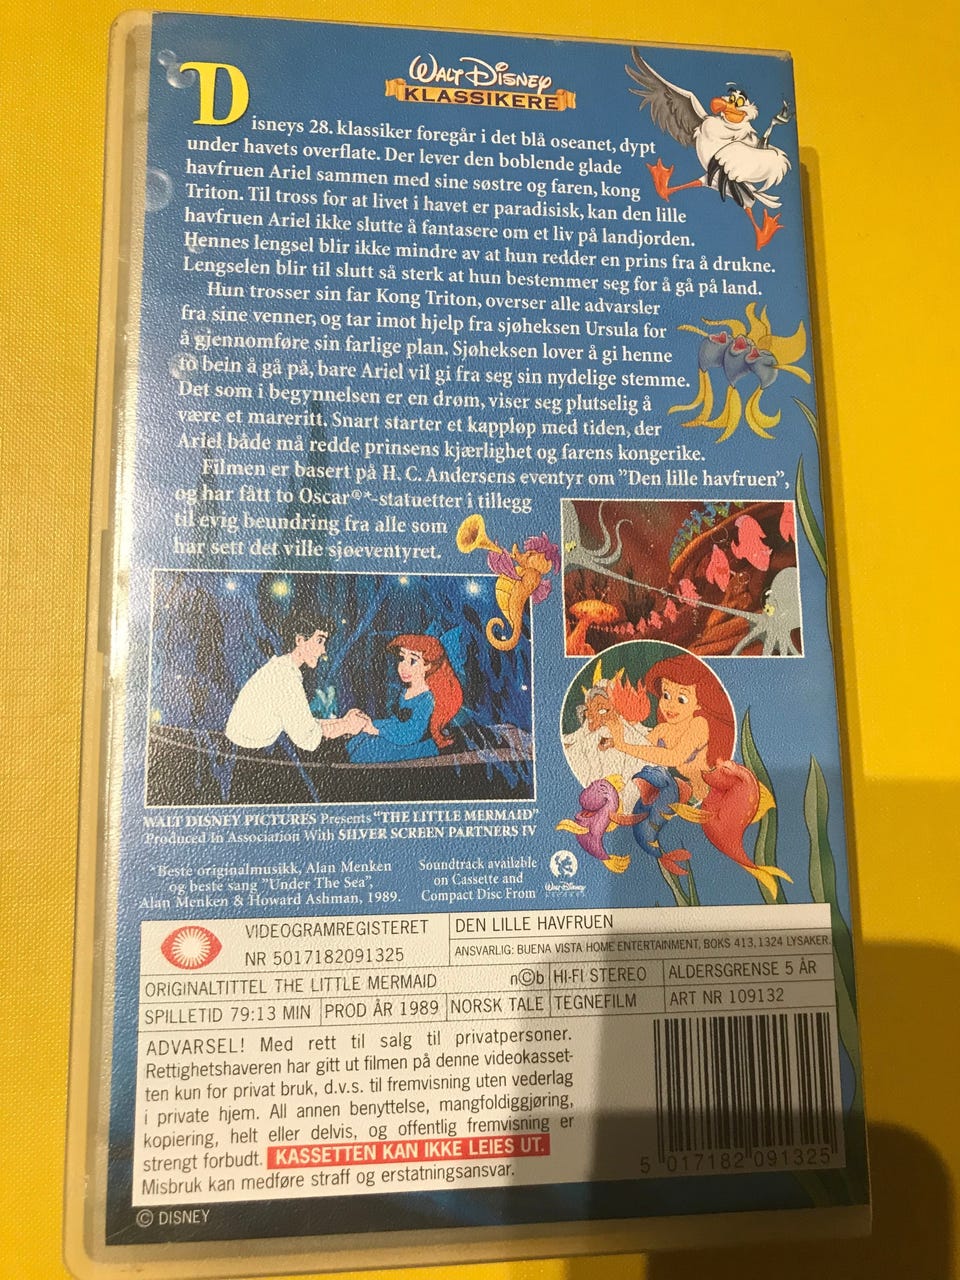 WALT DISNEY
KLASSIKERE
Disneys 28. klassiker foregår i det blå oseanet, dypt
under havets overflate. Der lever den boblende glade
havfruen Ariel sammen med sine søstre og faren, kong
Triton. Til tross for at livet i havet er paradisisk, kan den lille
havfruen Ariel ikke slutte å fantasere om et liv på landjorden.
Hennes lengsel blir ikke mindre av at hun redder en prins fra å drukne.
Lengselen blir til slutt så sterk at hun bestemmer seg for å gå på land.
Hun trosser sin far Kong Triton, overser alle advarsler
fra sine venner, og tar imot hjelp fra sjøheksen Ursula for
å gjennomføre sin farlige plan. Sjøheksen lover å gi henne
to bein å gå på, bare Ariel vil gi fra seg sin nydelige stemme.
Det som i begynnelsen er en drøm, viser seg plutselig å
være et mareritt. Snart starter et kappløp med tiden, der
Ariel både må redde prinsens kjærlighet og farens kongerike.
Filmen er basert på H. C. Andersens eventyr om "Den lille havfruen",
og har fått to Oscar®*-statuetter i tillegg
til evig beundring fra alle som
har sett det ville sjøeventyret.
WALT DISNEY PICTURES Presents "THE LITTLE MERMAID"
Produced In Association With SILVER SCREEN PARTNERS IV
*Beste originalmusikk, Alan Menken
og beste sang "Under The Sea",
Alan Menken & Howard Ashman, 1989.
Soundtrack available
on Cassette and
Compact Disc From
Walt Disney
RECORDS
VIDEOGRAMREGISTERET
NR 5017182091325
DEN LILLE HAVFRUEN
ANSVARLIG: BUENA VISTA HOME ENTERTAINMENT, BOKS 413, 1324 LYSAKER.
ORIGINALTITTEL THE LITTLE MERMAID
n©b HI-FI STEREO ALDERSGRENSE 5 ÅR
SPILLETID 79:13 MIN PROD ÅR 1989 NORSK TALE TEGNEFILM ART NR 109132
ADVARSEL! Med rett til salg til privatpersoner.
Rettighetshaveren har gitt ut filmen på denne videokasset-
ten kun for privat bruk, d.v.s. til fremvisning uten vederlag
i private hjem. All annen benyttelse, mangfoldiggjøring,
kopiering, helt eller delvis, og offentlig fremvisning er
strengt forbudt. KASSETTEN KAN IKKE LEIES UT.
Misbruk kan medføre straff og erstatningsansvar.
5 017182 091325
© DISNEY